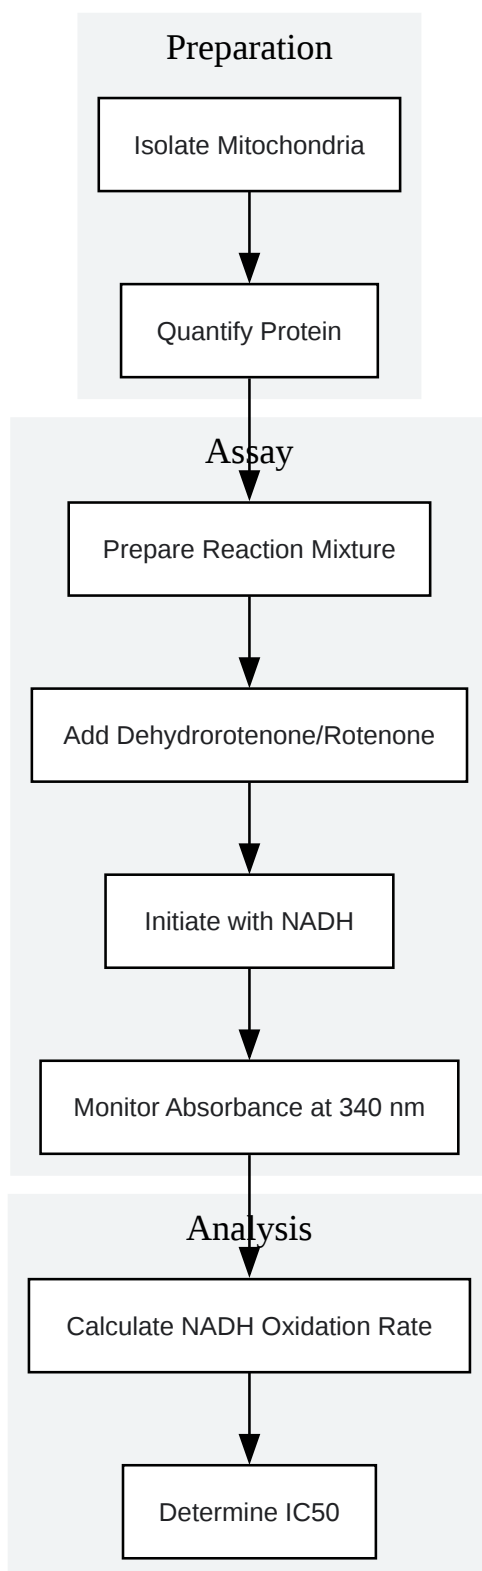 Preparation
Isolate Mitochondria
Quantify Protein
Assay
Prepare Reaction Mixture
Add Dehydrorotenone/Rotenone
Initiate with NADH
Monitor Absorbance at 340 nm
Analysis
Calculate NADH Oxidation Rate
Determine IC50